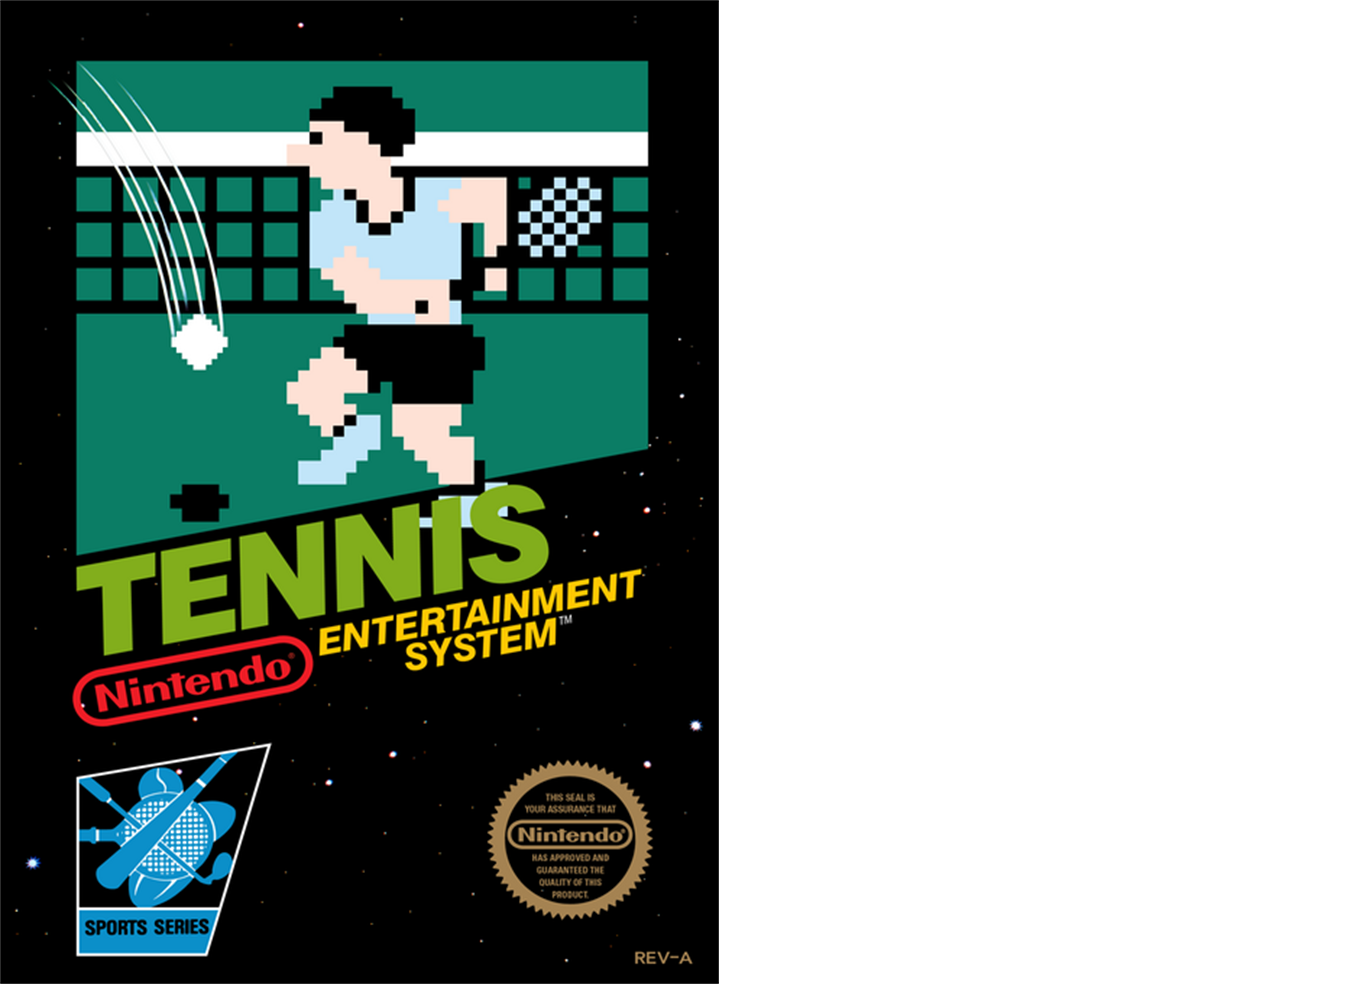 TENNIS
Nintendo®
ENTERTAINMENT
SYSTEM™
SPORTS SERIES
THIS SEAL IS
YOUR ASSURANCE THAT
Nintendo®
HAS APPROVED AND
GUARANTEED THE
QUALITY OF THIS
PRODUCT.
REV-A